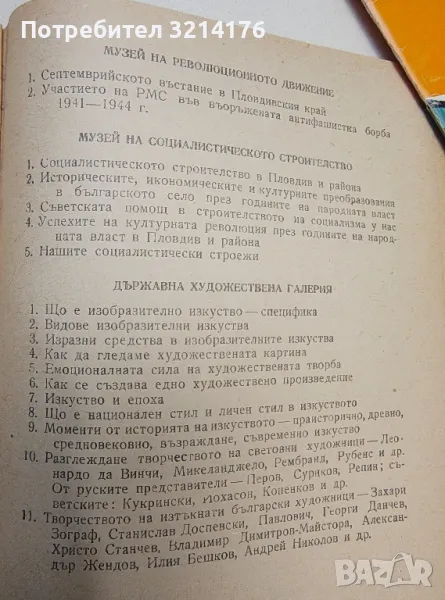 Потребител 3214176
МУЗЕЙ НА РЕВОЛЮЦИОННОТО ДВИЖЕНИЕ
1. Септемврийското въстание в Пловдивския край
2. Участието на РМС във въоръжената антифашистка борба
1941—1944 г.
МУЗЕЙ НА СОЦИАЛИСТИЧЕСКОТО СТРОИТЕЛСТВО
1. Социалистическото строителство в Пловдив и района
2. Историческите, икономическите и културните преобразования
в българското село през годините на народната власт
3. Съветската помощ в строителството на социализма у нас
4. Успехите на културната революция през годините на народ-
ната власт в Пловдив и района
5. Нашите социалистически строежи
ДЪРЖАВНА ХУДОЖЕСТВЕНА ГАЛЕРИЯ
1. Що е изобразително изкуство — специфика
2. Видове изобразителни изкуства
3. Изразни средства в изобразителните изкуства
4. Как да гледаме художествената картина
5. Емоционалната сила на художествената творба
6. Как се създава едно художествено произведение
7. Изкуство и епоха
8. Що е национален стил и личен стил в изкуството
9. Моменти от историята на изкуството — праисторично, древно,
средновековно, възраждане, съвременно изкуство
10. Разглеждане творчеството на световни художници — Лео-
нардо да Винчи, Микеланджело, Рембранд, Рубенс и др.
От руските представители — Перов, Суриков, Репин; съ-
ветските: Кукрински, Йохасон, Коненков и др.
11. Творчеството на изтъкнати български художници — Захари
Зограф, Станислав Доспевски, Павлович, Георги Данчев,
Христо Станчев, Владимир Димитров-Майстора, Алексан-
дър Жендов, Илия Бешков, Андрей Николов и др.
BAZAR